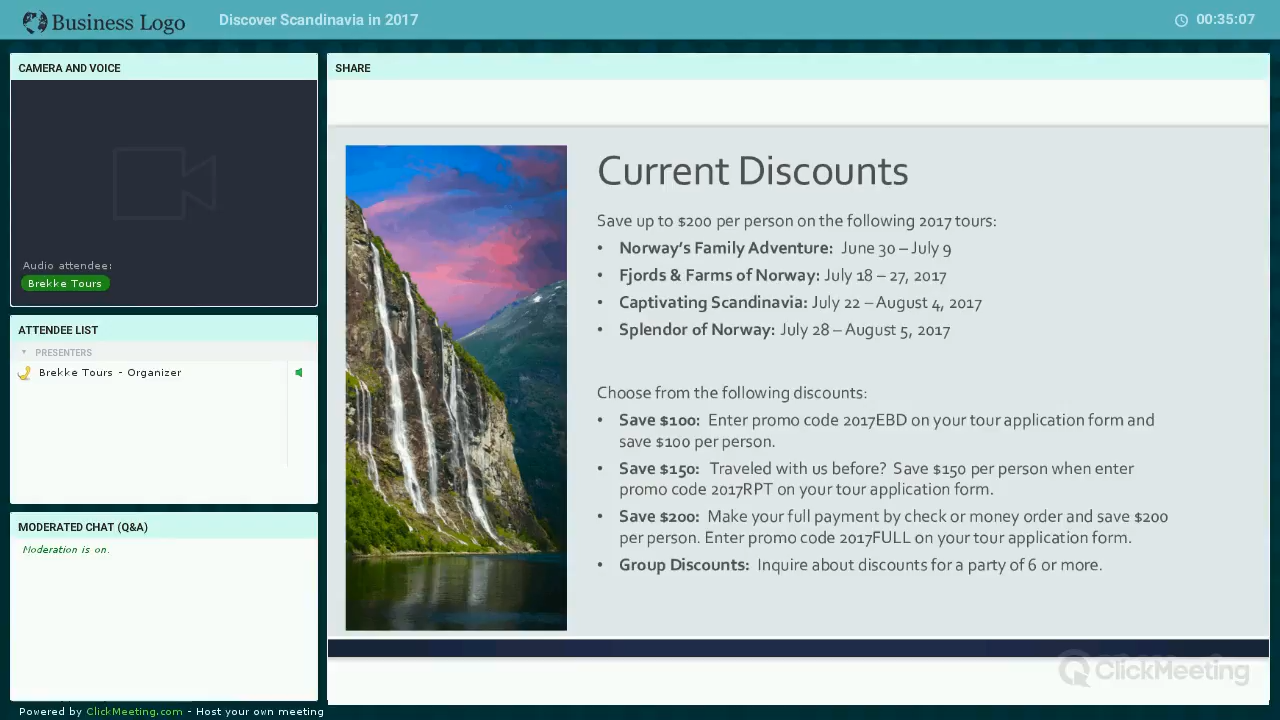 Business Logo
Discover Scandinavia in 2017
00:35:07
CAMERA AND VOICE
Audio attendee:
Brekke Tours
ATTENDEE LIST
PRESENTERS
Brekke Tours - Organizer
MODERATED CHAT (Q&A)
Moderation is on.
Powered by ClickMeeting.com - Host your own meeting
SHARE
Current Discounts
Save up to $200 per person on the following 2017 tours:
• Norway's Family Adventure: June 30 – July 9
• Fjords & Farms of Norway: July 18 – 27, 2017
• Captivating Scandinavia: July 22 – August 4, 2017
• Splendor of Norway: July 28 – August 5, 2017
Choose from the following discounts:
• Save $100: Enter promo code 2017EBD on your tour application form and
save $100 per person.
• Save $150: Traveled with us before? Save $150 per person when enter
promo code 2017RPT on your tour application form.
• Save $200: Make your full payment by check or money order and save $200
per person. Enter promo code 2017FULL on your tour application form.
• Group Discounts: Inquire about discounts for a party of 6 or more.
ClickMeeting